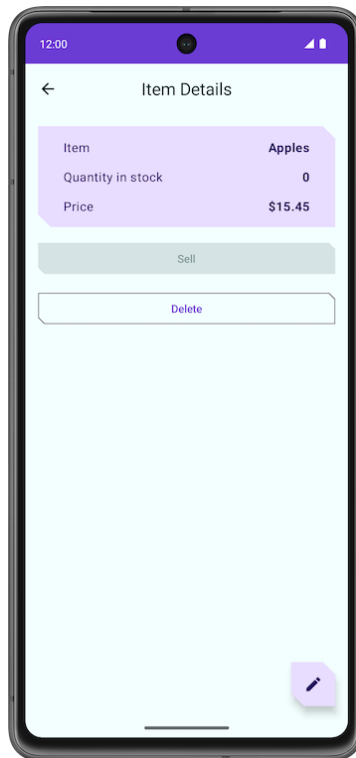 12:00
Item Details
Item Apples
Quantity in stock 0
Price $15.45
Sell
Delete